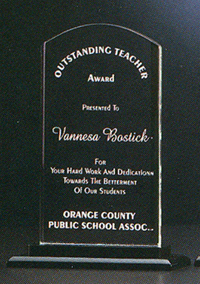 OUTSTANDING TEACHER
Award
PRESENTED TO
Vannesa Bostick
FOR
YOUR HARD WORK AND DEDICATIONN
TOWARDS THE BETTERMENT
OF OUR STUDENTS
ORANGE COUNTY
PUBLIC SCHOOL ASSOC...